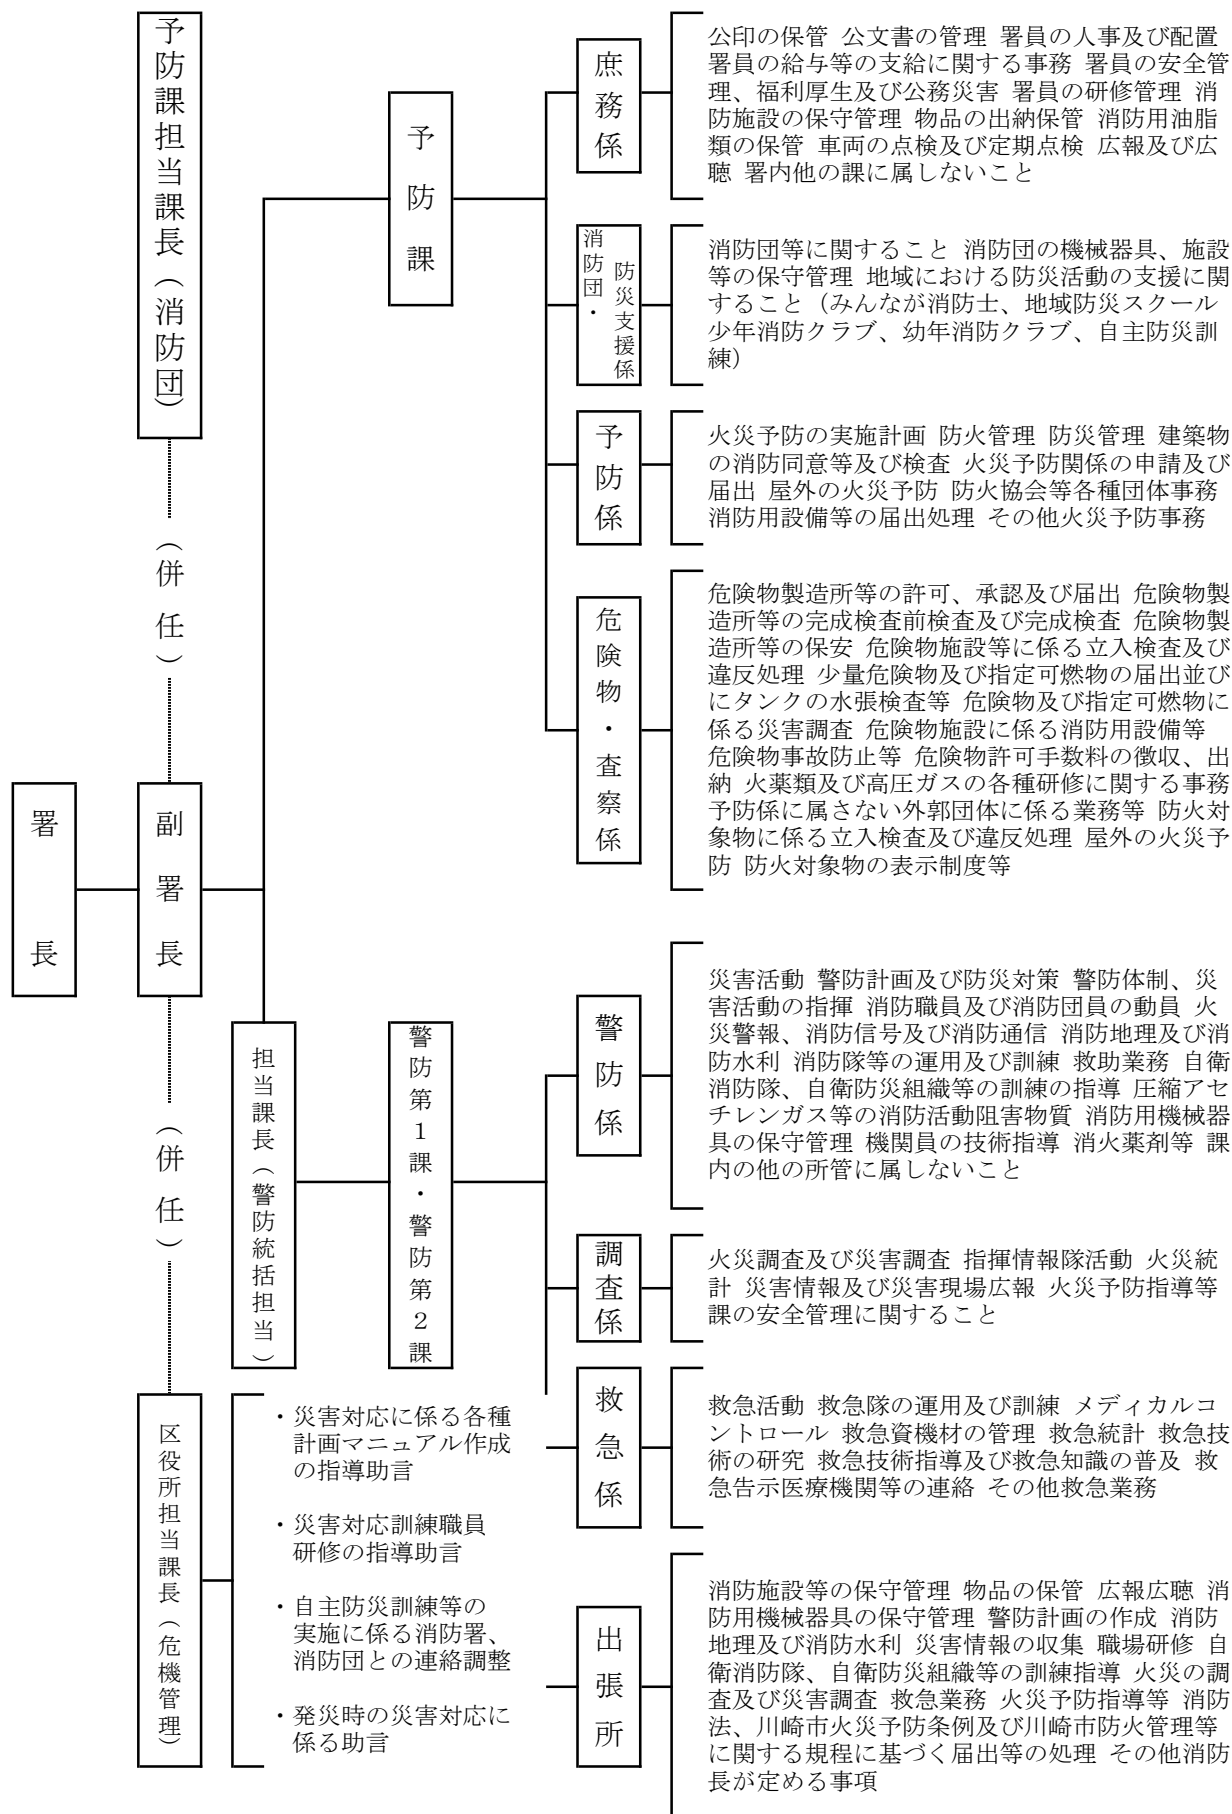 予防課担当課長（消防団）
（併任）
署長
副署長
（併任）
区役所担当課長（危機管理）
・災害対応に係る各種
計画マニュアル作成
の指導助言
・災害対応訓練職員
研修の指導助言
・自主防災訓練等の
実施に係る消防署、
消防団との連絡調整
・発災時の災害対応に
係る助言
予防課
庶務係
公印の保管 公文書の管理 署員の人事及び配置
署員の給与等の支給に関する事務 署員の安全管
理、福利厚生及び公務災害 署員の研修管理 消
防施設の保守管理 物品の出納保管 消防用油脂
類の保管 車両の点検及び定期点検 広報及び広
聴 署内他の課に属しないこと
消防団・
防災支援係
消防団等に関すること 消防団の機械器具、施設
等の保守管理 地域における防災活動の支援に関
すること（みんなが消防士、地域防災スクール
少年消防クラブ、幼年消防クラブ、自主防災訓
練）
予防係
火災予防の実施計画 防火管理 防災管理 建築物
の消防同意等及び検査 火災予防関係の申請及び
届出 屋外の火災予防 防火協会等各種団体事務
消防用設備等の届出処理 その他火災予防事務
危険物・査察係
危険物製造所等の許可、承認及び届出 危険物製
造所等の完成検査前検査及び完成検査 危険物製
造所等の保安 危険物施設等に係る立入検査及び
違反処理 少量危険物及び指定可燃物の届出並び
にタンクの水張検査等 危険物及び指定可燃物に
係る災害調査 危険物施設に係る消防用設備等
危険物事故防止等 危険物許可手数料の徴収、出
納 火薬類及び高圧ガスの各種研修に関する事務
予防係に属さない外郭団体に係る業務等 防火対
象物に係る立入検査及び違反処理 屋外の火災予
防 防火対象物の表示制度等
担当課長（警防統括担当）
警防第１課・警防第２課
警防係
災害活動 警防計画及び防災対策 警防体制、災
害活動の指揮 消防職員及び消防団員の動員 火
災警報、消防信号及び消防通信 消防地理及び消
防水利 消防隊等の運用及び訓練 救助業務 自衛
消防隊、自衛防災組織等の訓練の指導 圧縮アセ
チレンガス等の消防活動阻害物質 消防用機械器
具の保守管理 機関員の技術指導 消火薬剤等 課
内の他の所管に属しないこと
調査係
火災調査及び災害調査 指揮情報隊活動 火災統
計 災害情報及び災害現場広報 火災予防指導等
課の安全管理に関すること
救急係
救急活動 救急隊の運用及び訓練 メディカルコ
ントロール 救急資機材の管理 救急統計 救急技
術の研究 救急技術指導及び救急知識の普及 救
急告示医療機関等の連絡 その他救急業務
出張所
消防施設等の保守管理 物品の保管 広報広聴 消
防用機械器具の保守管理 警防計画の作成 消防
地理及び消防水利 災害情報の収集 職場研修 自
衛消防隊、自衛防災組織等の訓練指導 火災の調
査及び災害調査 救急業務 火災予防指導等 消防
法、川崎市火災予防条例及び川崎市防火管理等
に関する規程に基づく届出等の処理 その他消防
長が定める事項